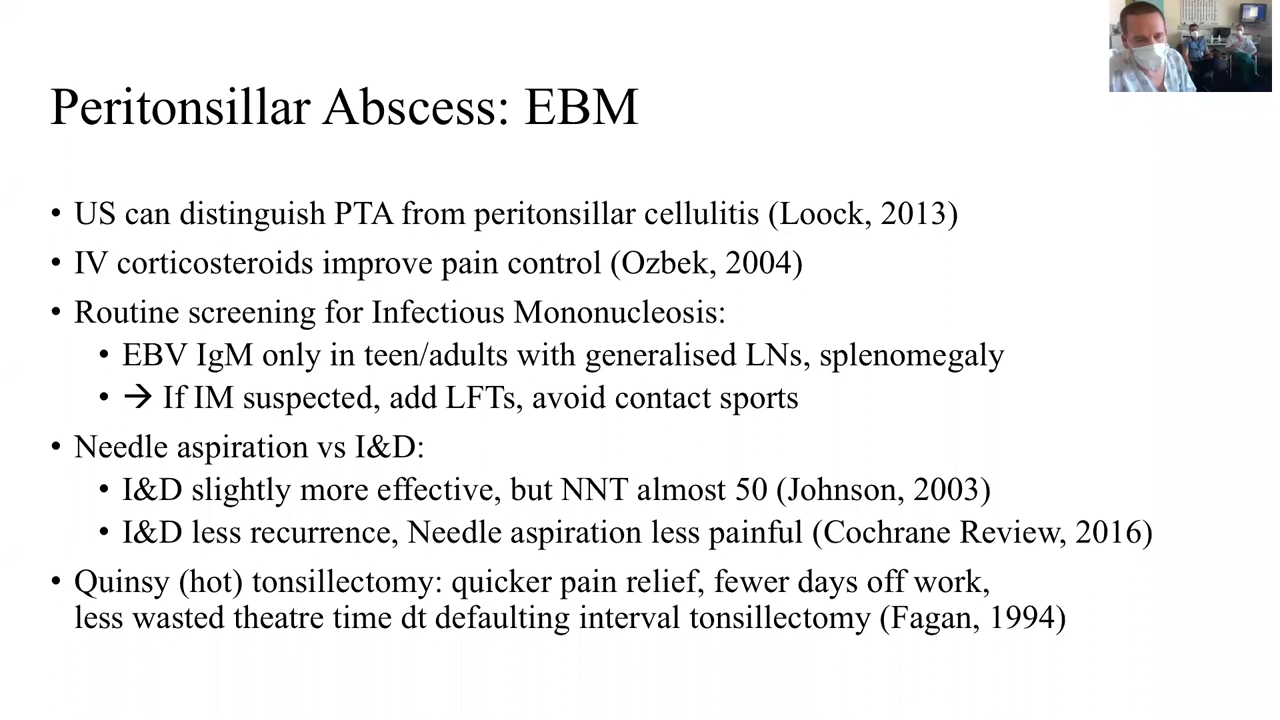 Peritonsillar Abscess: EBM
• US can distinguish PTA from peritonsillar cellulitis (Loock, 2013)
• IV corticosteroids improve pain control (Ozbek, 2004)
• Routine screening for Infectious Mononucleosis:
• EBV IgM only in teen/adults with generalised LNs, splenomegaly
• → If IM suspected, add LFTs, avoid contact sports
• Needle aspiration vs I&D:
• I&D slightly more effective, but NNT almost 50 (Johnson, 2003)
• I&D less recurrence, Needle aspiration less painful (Cochrane Review, 2016)
• Quinsy (hot) tonsillectomy: quicker pain relief, fewer days off work,
less wasted theatre time dt defaulting interval tonsillectomy (Fagan, 1994)